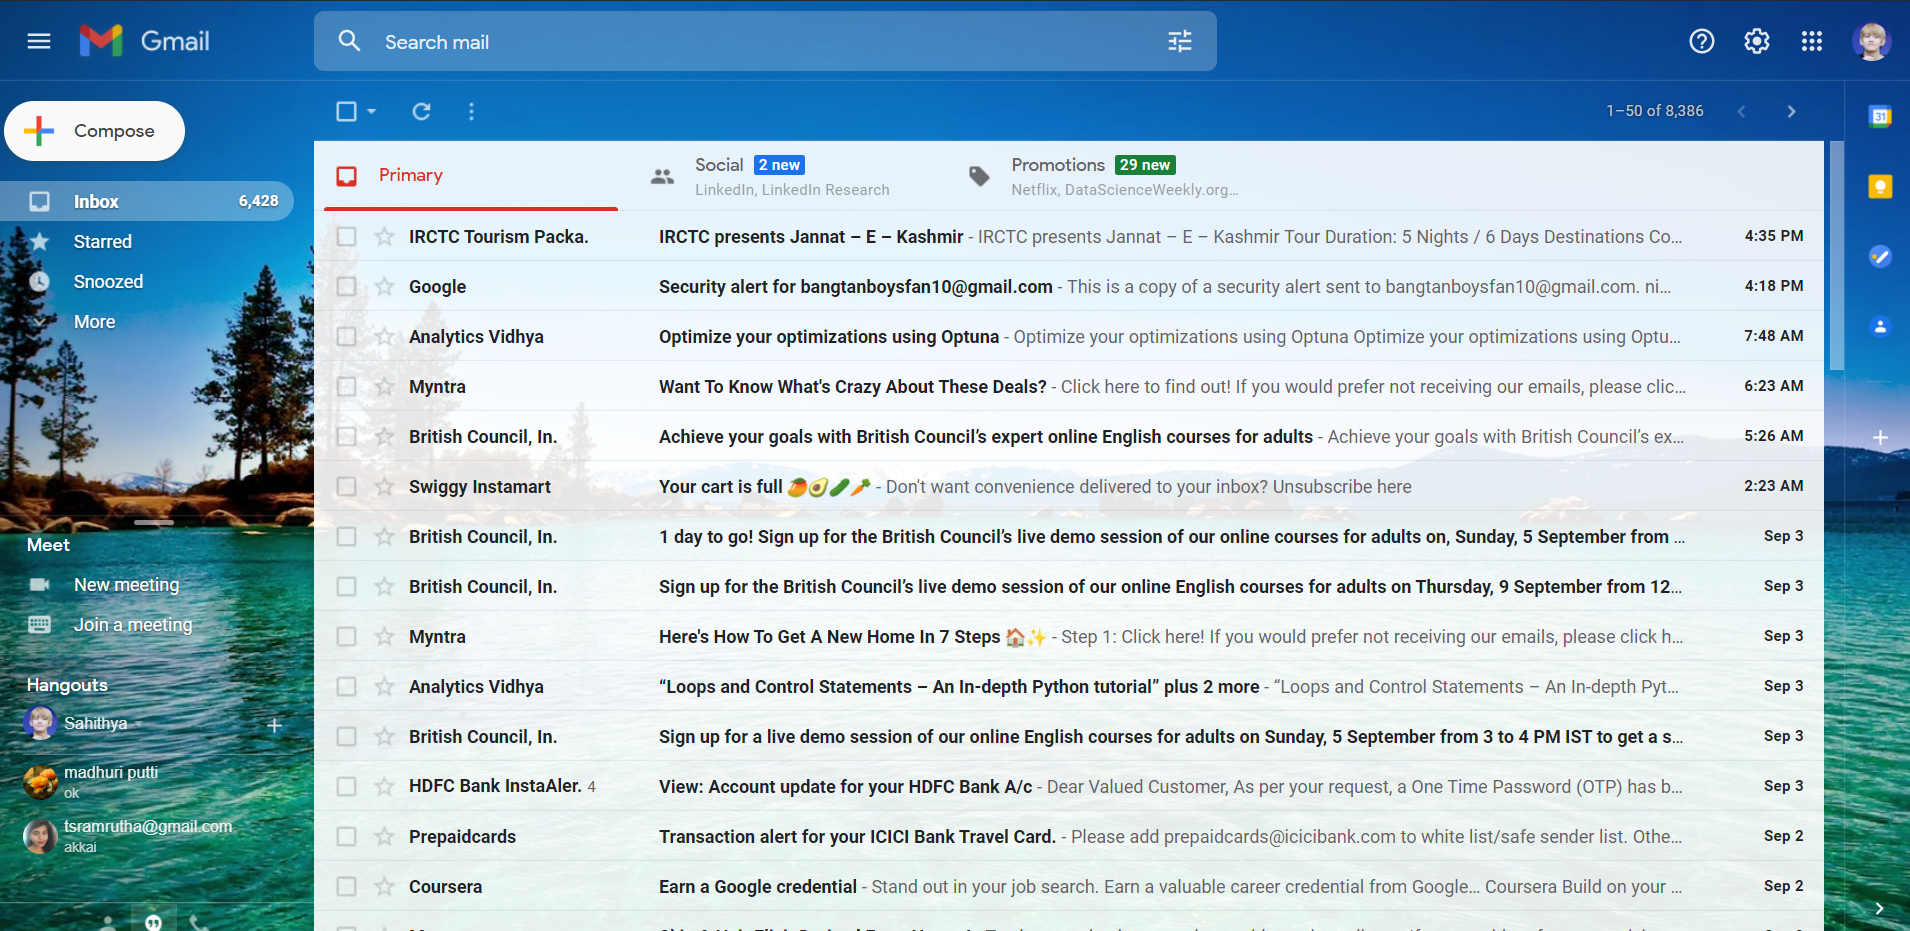 Gmail
Search mail
Compose
1–50 of 8,386
31
Inbox 6,428
Starred
Snoozed
More
Meet
New meeting
Join a meeting
Hangouts
Sahithya
madhuri putti
ok
tsramrutha@gmail.com
akkai
Primary
Social 2 new
LinkedIn, LinkedIn Research
Promotions 29 new
Netflix, DataScienceWeekly.org...
IRCTC Tourism Packa. IRCTC presents Jannat – E – Kashmir - IRCTC presents Jannat – E – Kashmir Tour Duration: 5 Nights / 6 Days Destinations Co... 4:35 PM
Google Security alert for bangtanboysfan10@gmail.com - This is a copy of a security alert sent to bangtanboysfan10@gmail.com. ni... 4:18 PM
Analytics Vidhya Optimize your optimizations using Optuna - Optimize your optimizations using Optuna Optimize your optimizations using Optu... 7:48 AM
Myntra Want To Know What's Crazy About These Deals? - Click here to find out! If you would prefer not receiving our emails, please clic... 6:23 AM
British Council, In. Achieve your goals with British Council’s expert online English courses for adults - Achieve your goals with British Council’s ex... 5:26 AM
Swiggy Instamart Your cart is full 🥭🥑🥒🥕 - Don't want convenience delivered to your inbox? Unsubscribe here 2:23 AM
British Council, In. 1 day to go! Sign up for the British Council’s live demo session of our online courses for adults on, Sunday, 5 September from ... Sep 3
British Council, In. Sign up for the British Council’s live demo session of our online English courses for adults on Thursday, 9 September from 12... Sep 3
Myntra Here's How To Get A New Home In 7 Steps 🏠✨ - Step 1: Click here! If you would prefer not receiving our emails, please click h... Sep 3
Analytics Vidhya “Loops and Control Statements – An In-depth Python tutorial” plus 2 more - “Loops and Control Statements – An In-depth Pyt... Sep 3
British Council, In. Sign up for a live demo session of our online English courses for adults on Sunday, 5 September from 3 to 4 PM IST to get a s... Sep 3
HDFC Bank InstaAler. 4 View: Account update for your HDFC Bank A/c - Dear Valued Customer, As per your request, a One Time Password (OTP) has b... Sep 3
Prepaidcards Transaction alert for your ICICI Bank Travel Card. - Please add prepaidcards@icicibank.com to white list/safe sender list. Othe... Sep 2
Coursera Earn a Google credential - Stand out in your job search. Earn a valuable career credential from Google... Coursera Build on your ... Sep 2